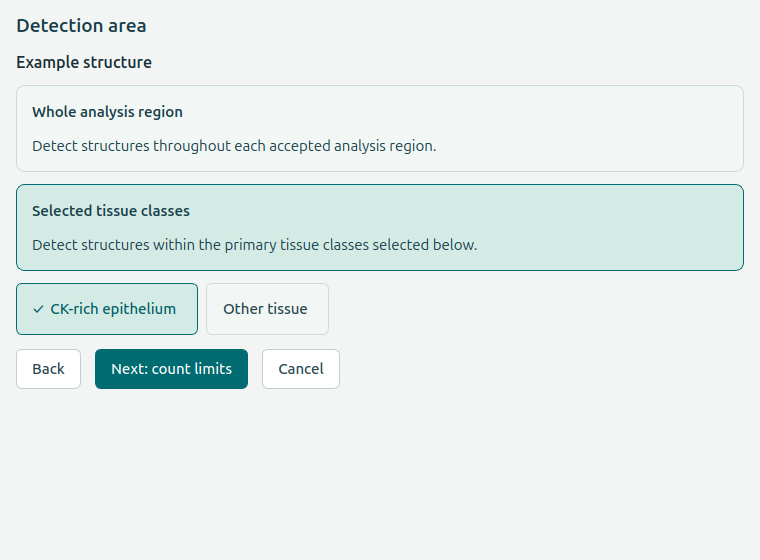 Detection area
Example structure
Whole analysis region
Detect structures throughout each accepted analysis region.
Selected tissue classes
Detect structures within the primary tissue classes selected below.
✓ CK-rich epithelium
Other tissue
Back
Next: count limits
Cancel